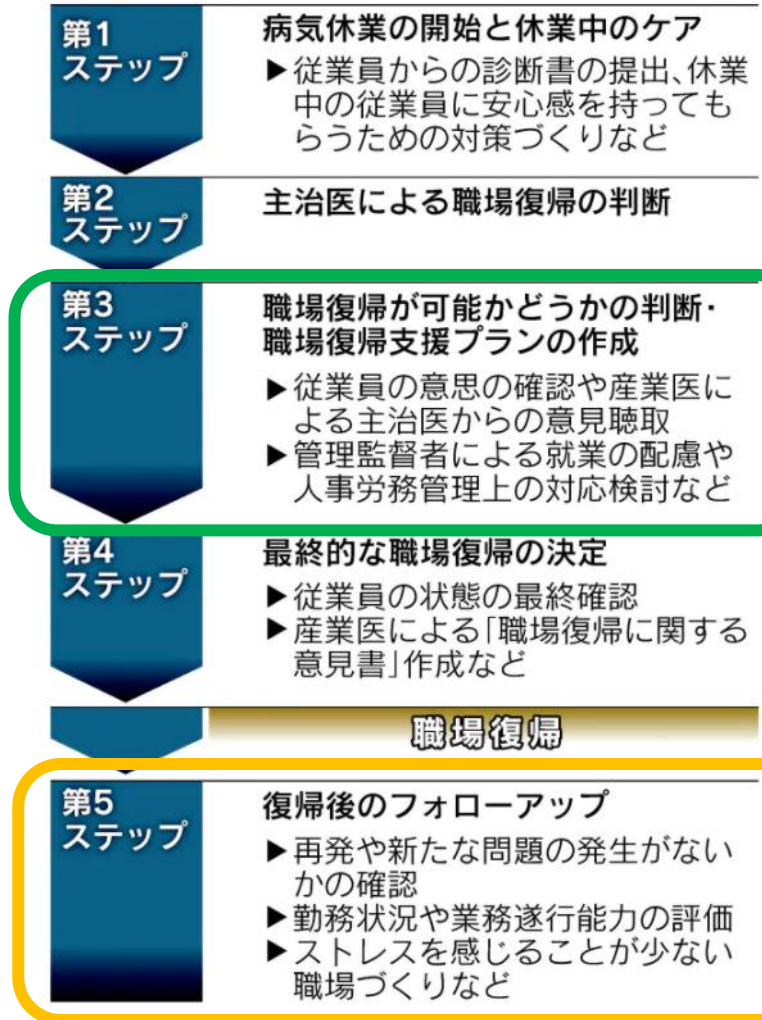 第1
ステップ
病気休業の開始と休業中のケア
▶従業員からの診断書の提出、休業
中の従業員に安心感を持っても
らうための対策づくりなど
第2
ステップ
主治医による職場復帰の判断
第3
ステップ
職場復帰が可能かどうかの判断・
職場復帰支援プランの作成
▶従業員の意思の確認や産業医に
よる主治医からの意見聴取
▶管理監督者による就業の配慮や
人事労務管理上の対応検討など
第4
ステップ
最終的な職場復帰の決定
▶従業員の状態の最終確認
▶産業医による「職場復帰に関する
意見書」作成など
職場復帰
第5
ステップ
復帰後のフォローアップ
▶再発や新たな問題の発生がない
かの確認
▶勤務状況や業務遂行能力の評価
▶ストレスを感じることが少ない
職場づくりなど